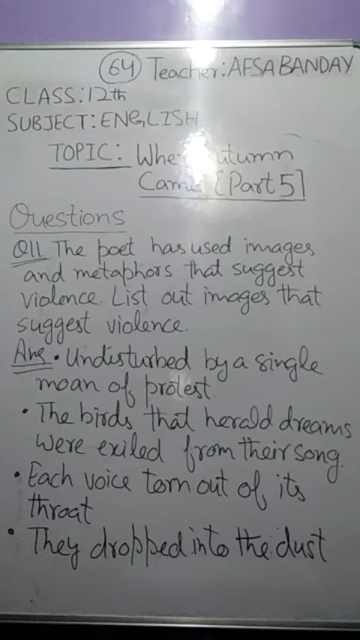 64 Teacher: AFSA BANDAY
CLASS: 12th
SUBJECT: ENGLISH
TOPIC: When Autumn
Came [Part 5]
Questions
Q11 The poet has used images
and metaphors that suggest
violence. List out images that
suggest violence.
Ans • Undisturbed by a single
moan of protest.
• The birds that herald dreams
were exiled from their song.
• Each voice torn out of its
throat
• They dropped into the dust